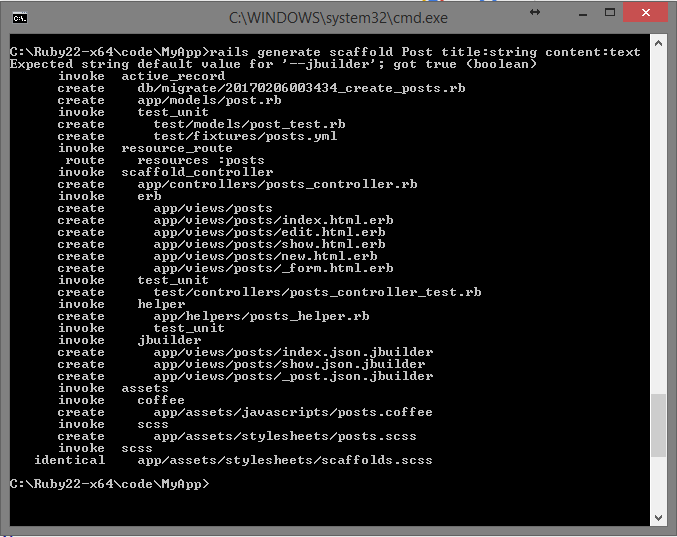 C:\WINDOWS\system32\cmd.exe
C:\Ruby22-x64\code\MyApp>rails generate scaffold Post title:string content:text
Expected string default value for '--jbuilder'; got true (boolean)
      invoke  active_record
      create    db/migrate/20170206003434_create_posts.rb
      create    app/models/post.rb
      invoke    test_unit
      create      test/models/post_test.rb
      create      test/fixtures/posts.yml
      invoke  resource_route
       route    resources :posts
      invoke  scaffold_controller
      create    app/controllers/posts_controller.rb
      invoke    erb
      create      app/views/posts
      create      app/views/posts/index.html.erb
      create      app/views/posts/edit.html.erb
      create      app/views/posts/show.html.erb
      create      app/views/posts/new.html.erb
      create      app/views/posts/_form.html.erb
      invoke    test_unit
      create      test/controllers/posts_controller_test.rb
      invoke    helper
      create      app/helpers/posts_helper.rb
      invoke      test_unit
      invoke    jbuilder
      create      app/views/posts/index.json.jbuilder
      create      app/views/posts/show.json.jbuilder
      create      app/views/posts/_post.json.jbuilder
      invoke  assets
      invoke    coffee
      create      app/assets/javascripts/posts.coffee
      invoke    scss
      create      app/assets/stylesheets/posts.scss
      invoke  scss
   identical    app/assets/stylesheets/scaffolds.scss
C:\Ruby22-x64\code\MyApp>